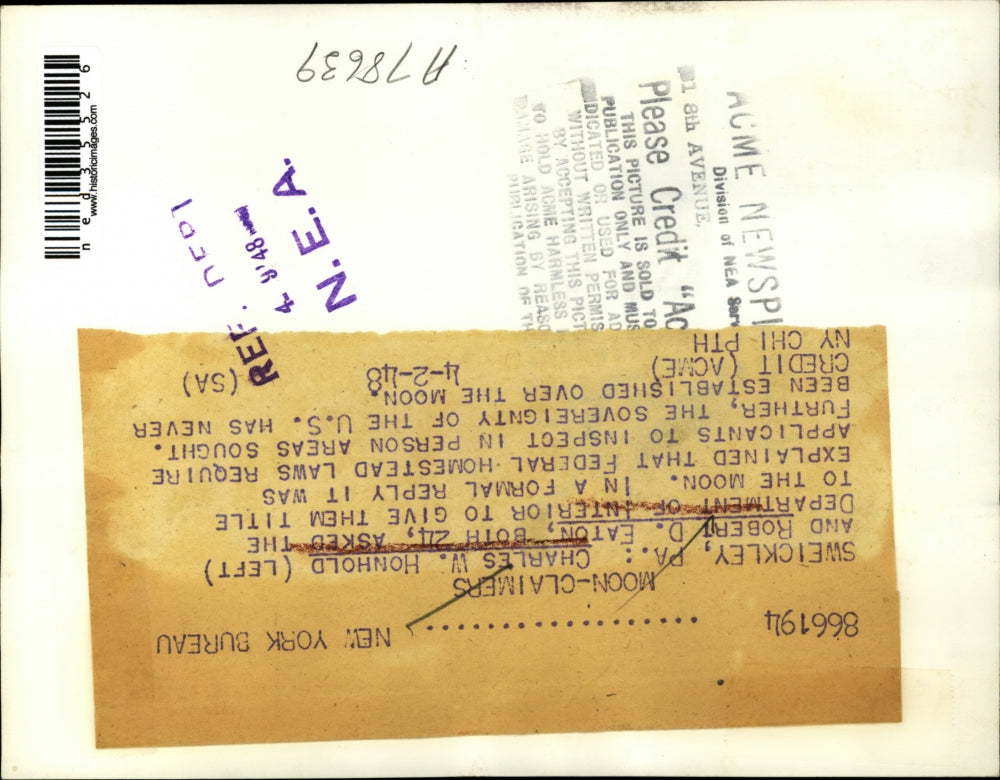 866194 .................. NEW YORK BUREAU
MOON-CLAIMERS
SWEICKLEY, PA.: CHARLES W. HONHOLD (LEFT)
AND ROBERT D. EATON, BOTH 24, ASKED THE
DEPARTMENT OF INTERIOR TO GIVE THEM TITLE
TO THE MOON. IN A FORMAL REPLY IT WAS
EXPLAINED THAT FEDERAL HOMESTEAD LAWS REQUIRE
APPLICANTS TO INSPECT IN PERSON AREAS SOUGHT.
FURTHER, THE SOVEREIGNTY OF THE U.S. HAS NEVER
BEEN ESTABLISHED OVER THE MOON.
CREDIT (ACME) 4-2-48 (SA)
NY CHI PTH
ACME NEWSP
Division of NEA Serv
8th AVENUE,
Please Credit "Ac
THIS PICTURE IS SOLD TO
PUBLICATION ONLY AND MUS
DICATED OR USED FOR AD
WITHOUT WRITTEN PERMIS
BY ACCEPTING THIS PICT
TO HOLD ACME HARMLESS
ARISING BY REASO
PUBLICATION OF TH
N.E.A.
4-9'48
REF.
A78639
ned35526
www.historicimages.com